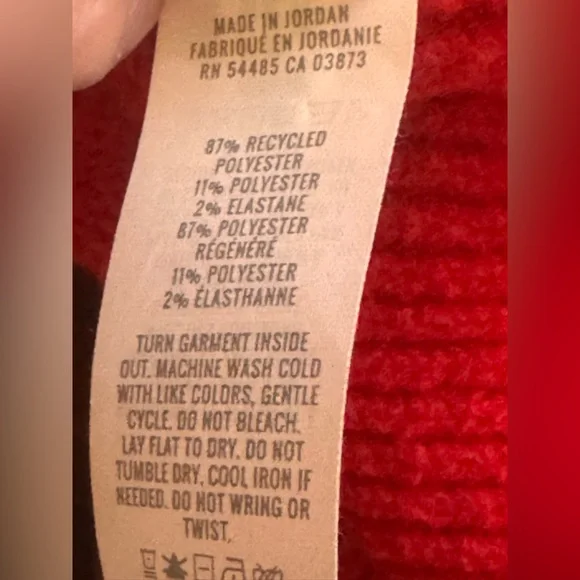 MADE IN JORDAN
FABRIQUÉ EN JORDANIE
RN 54485 CA 03873
87% RECYCLED
POLYESTER
11% POLYESTER
2% ELASTANE
87% POLYESTER
RÉGÉNÉRÉ
11% POLYESTER
2% ÉLASTHANNE
TURN GARMENT INSIDE
OUT. MACHINE WASH COLD
WITH LIKE COLORS, GENTLE
CYCLE. DO NOT BLEACH.
LAY FLAT TO DRY. DO NOT
TUMBLE DRY. COOL IRON IF
NEEDED. DO NOT WRING OR
TWIST.